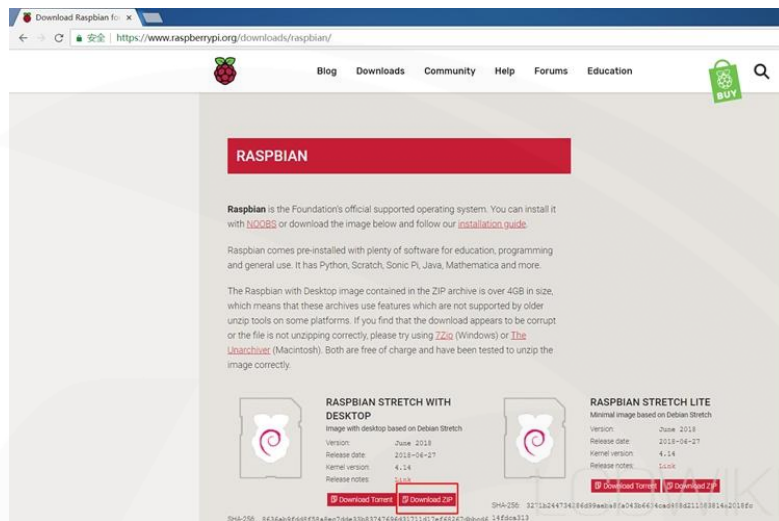 Download Raspbian fo
安全 https://www.raspberrypi.org/downloads/raspbian/
Blog Downloads Community Help Forums Education
BUY
RASPBIAN
Raspbian is the Foundation's official supported operating system. You can install it
with NOOBS or download the image below and follow our installation guide.
Raspbian comes pre-installed with plenty of software for education, programming
and general use. It has Python, Scratch, Sonic Pi, Java, Mathematica and more.
The Raspbian with Desktop image contained in the ZIP archive is over 4GB in size,
which means that these archives use features which are not supported by older
unzip tools on some platforms. If you find that the download appears to be corrupt
or the file is not unzipping correctly, please try using 7Zip (Windows) or The
Unarchiver (Macintosh). Both are free of charge and have been tested to unzip the
image correctly.
RASPBIAN STRETCH WITH
DESKTOP
Image with desktop based on Debian Stretch
Version: June 2018
Release date: 2018-06-27
Kernel version: 4.14
Release notes: Link
Download Torrent Download ZIP
SHA-256:
RASPBIAN STRETCH LITE
Minimal image based on Debian Stretch
Version: June 2018
Release date: 2018-06-27
Kernel version: 4.14
Release notes: Link
Download Torrent Download ZIP
SHA-256: